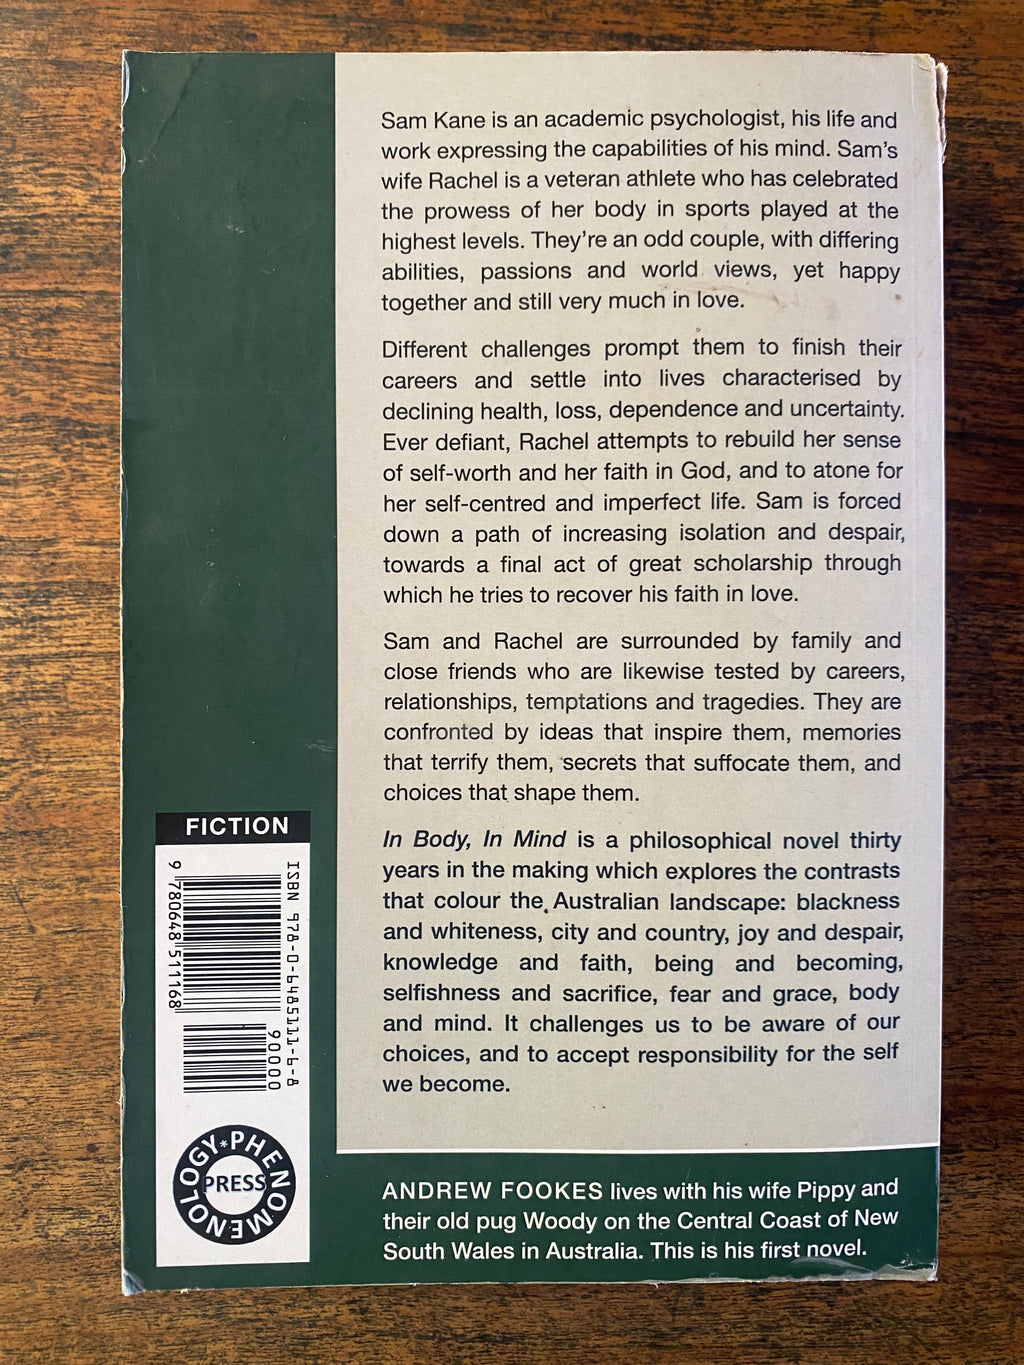 Sam Kane is an academic psychologist, his life and
work expressing the capabilities of his mind. Sam’s
wife Rachel is a veteran athlete who has celebrated
the prowess of her body in sports played at the
highest levels. They’re an odd couple, with differing
abilities, passions and world views, yet happy
together and still very much in love.
Different challenges prompt them to finish their
careers and settle into lives characterised by
declining health, loss, dependence and uncertainty.
Ever defiant, Rachel attempts to rebuild her sense
of self-worth and her faith in God, and to atone for
her self-centred and imperfect life. Sam is forced
down a path of increasing isolation and despair,
towards a final act of great scholarship through
which he tries to recover his faith in love.
Sam and Rachel are surrounded by family and
close friends who are likewise tested by careers,
relationships, temptations and tragedies. They are
confronted by ideas that inspire them, memories
that terrify them, secrets that suffocate them, and
choices that shape them.
In Body, In Mind is a philosophical novel thirty
years in the making which explores the contrasts
that colour the Australian landscape: blackness
and whiteness, city and country, joy and despair,
knowledge and faith, being and becoming,
selfishness and sacrifice, fear and grace, body
and mind. It challenges us to be aware of our
choices, and to accept responsibility for the self
we become.
FICTION
ISBN 978-0-6485111-6-8
9 780648 511168
90000
PHENOMENOLOGY*
PRESS
ANDREW FOOKES lives with his wife Pippy and
their old pug Woody on the Central Coast of New
South Wales in Australia. This is his first novel.